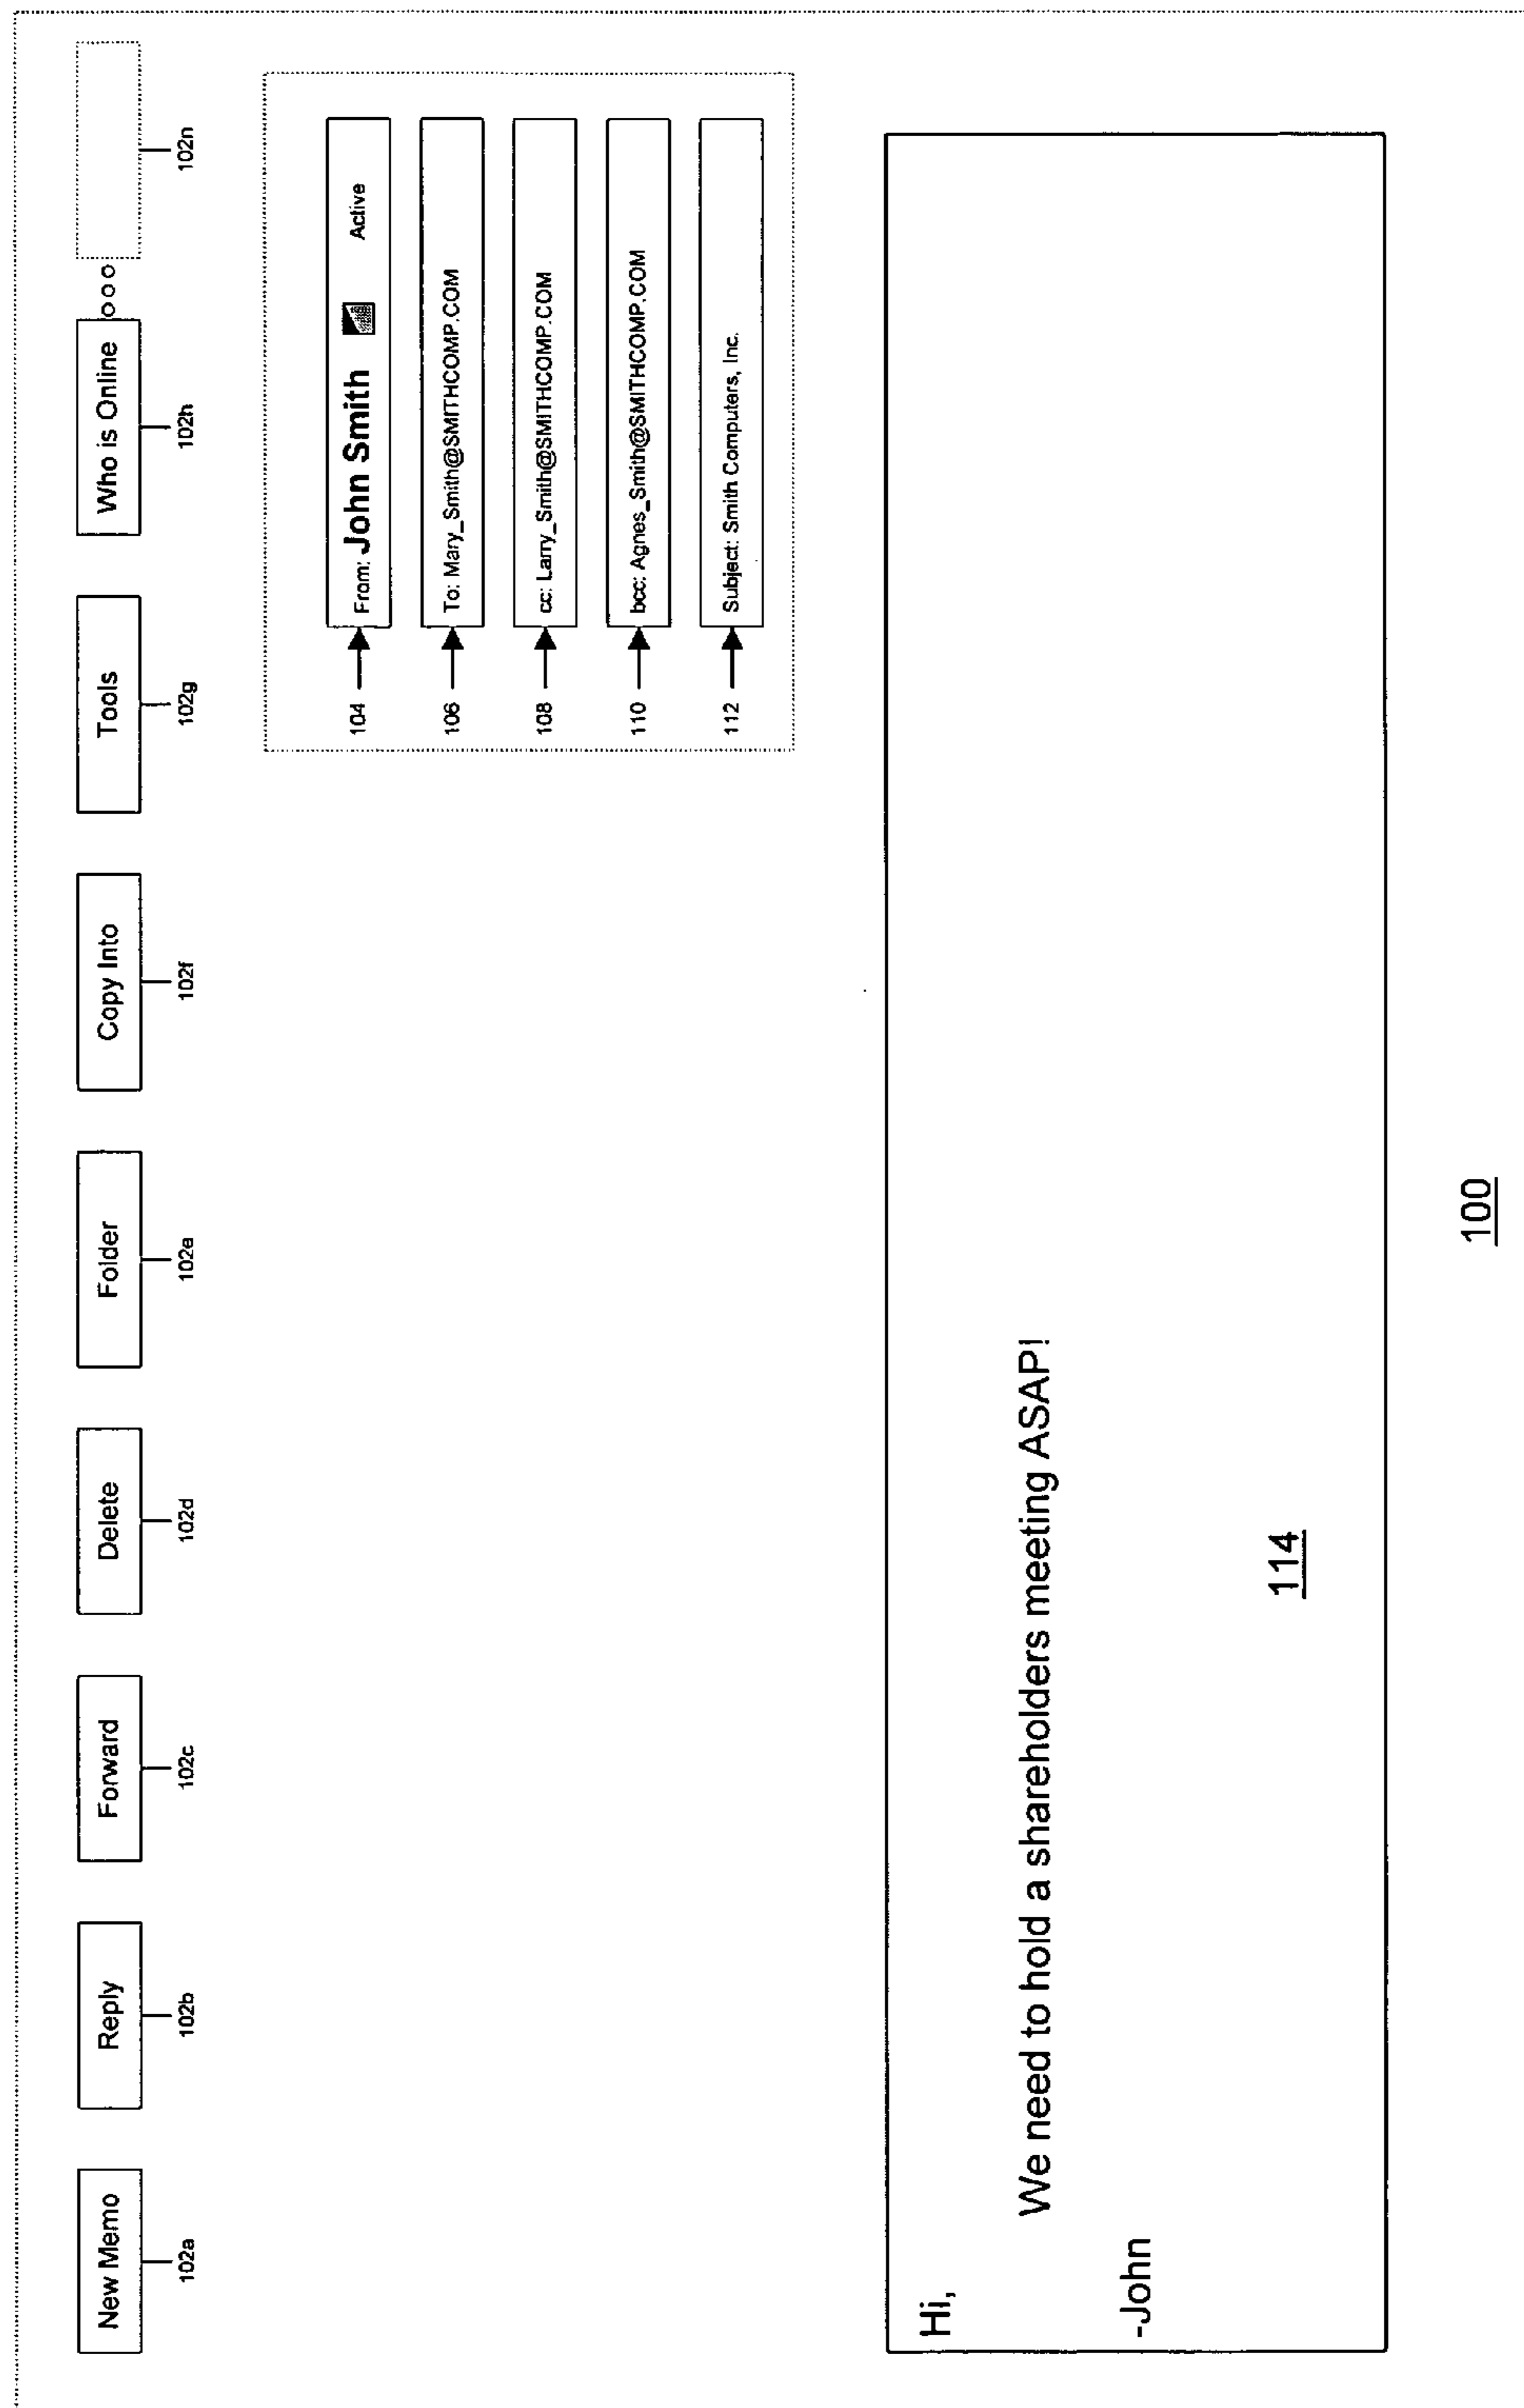 New Memo
Reply
Forward
Delete
Folder
Copy Into
Tools
Who is Online
ooo
102a
102b
102c
102d
102e
102f
102g
102h
102n
104
From: John Smith Active
106
To: Mary_Smith@SMITHCOMP.COM
108
cc: Larry_Smith@SMITHCOMP.COM
110
bcc: Agnes_Smith@SMITHCOMP.COM
112
Subject: Smith Computers, Inc.
Hi,
We need to hold a shareholders meeting ASAP!
-John
114
100